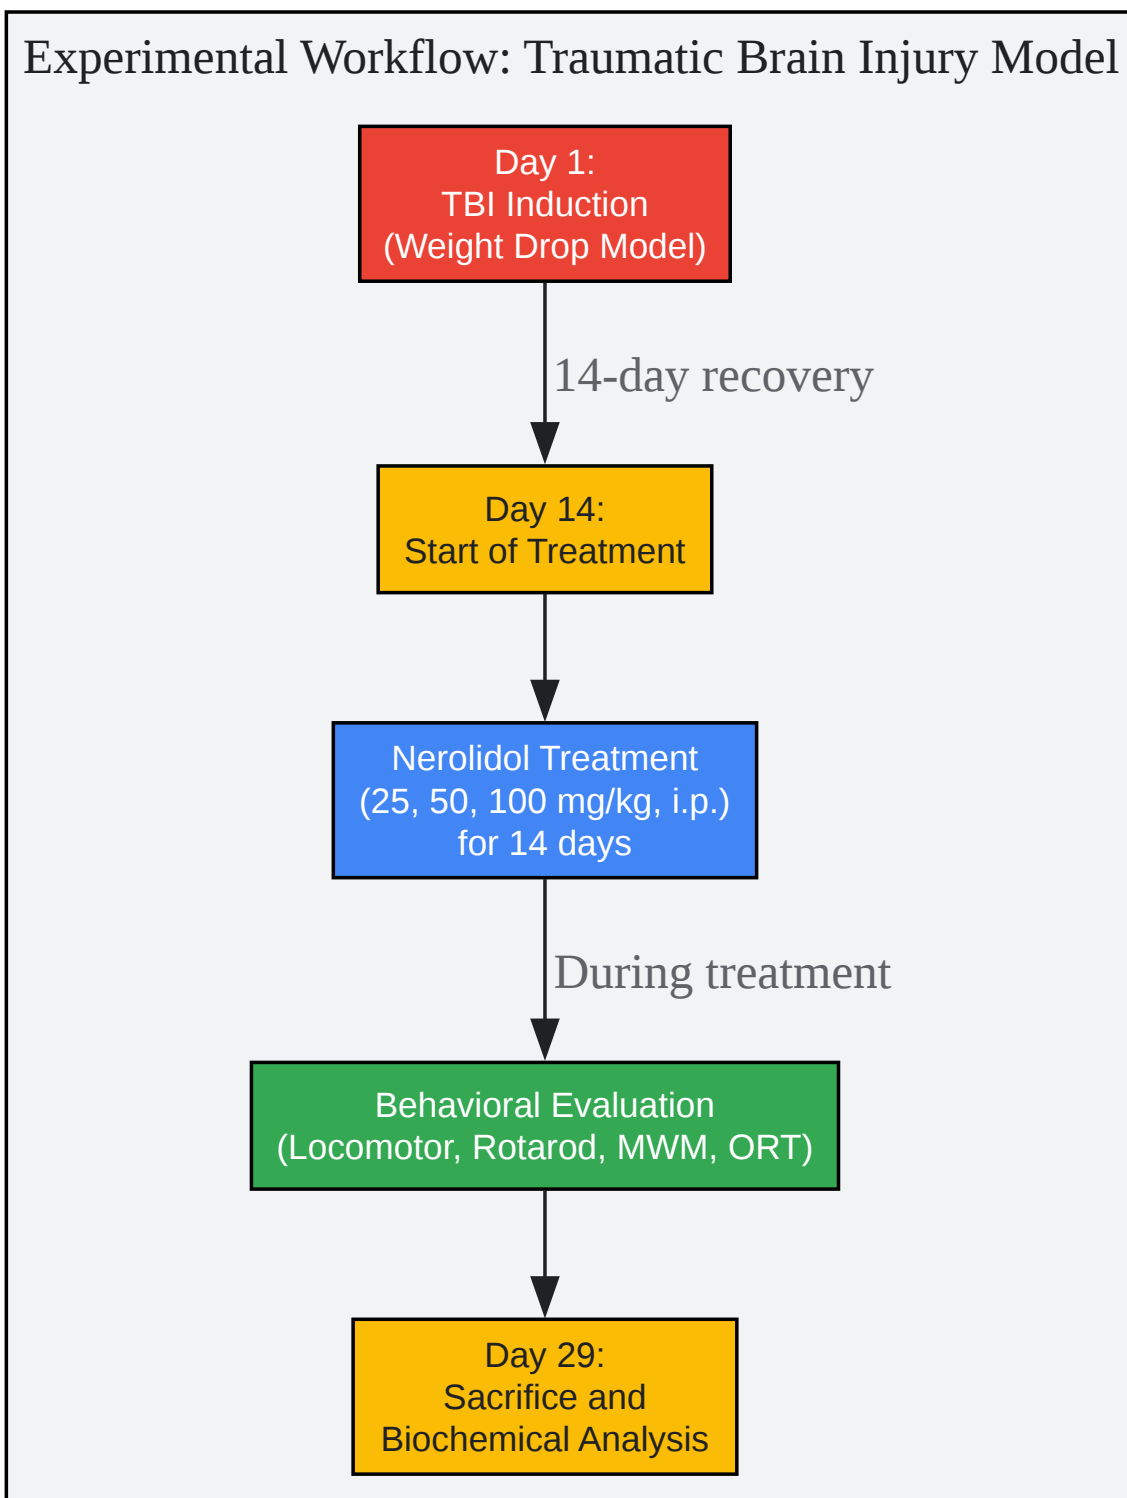 Experimental Workflow: Traumatic Brain Injury Model
Day 1:
TBI Induction
(Weight Drop Model)
14-day recovery
Day 14:
Start of Treatment
Nerolidol Treatment
(25, 50, 100 mg/kg, i.p.)
for 14 days
During treatment
Behavioral Evaluation
(Locomotor, Rotarod, MWM, ORT)
Day 29:
Sacrifice and
Biochemical Analysis